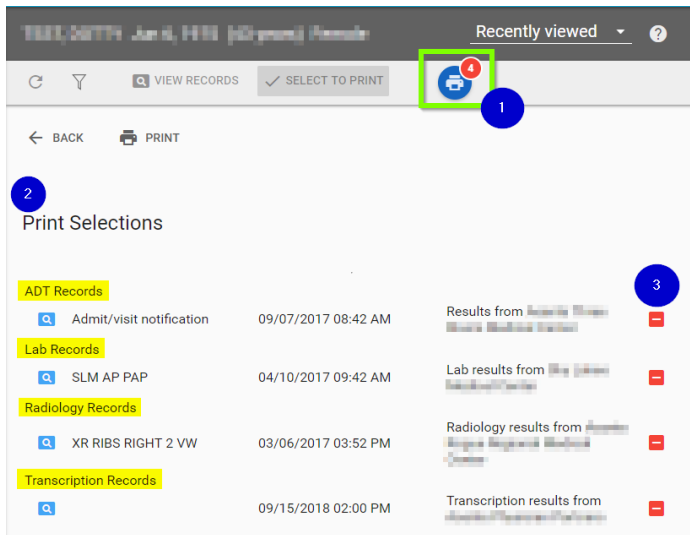 Recently viewed
?
VIEW RECORDS
SELECT TO PRINT
4
1
BACK
PRINT
2
Print Selections
3
ADT Records
Admit/visit notification 09/07/2017 08:42 AM Results from
Lab Records
SLM AP PAP 04/10/2017 09:42 AM Lab results from
Radiology Records
XR RIBS RIGHT 2 VW 03/06/2017 03:52 PM Radiology results from
Transcription Records
09/15/2018 02:00 PM Transcription results from